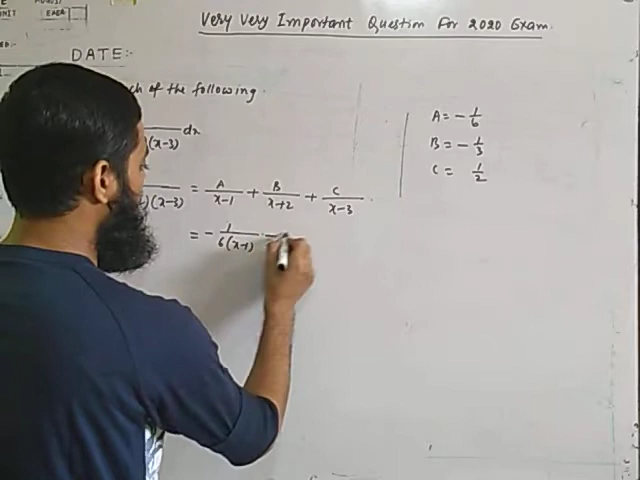 Very Very Important Question For 2020 Exam.
DATE:
of the following.
(x-3) dx
(x-3) = A/(x-1) + B/(x+2) + C/(x-3).
= - 1/6(x-1) -
A = - 1/6
B = - 1/3
C = 1/2